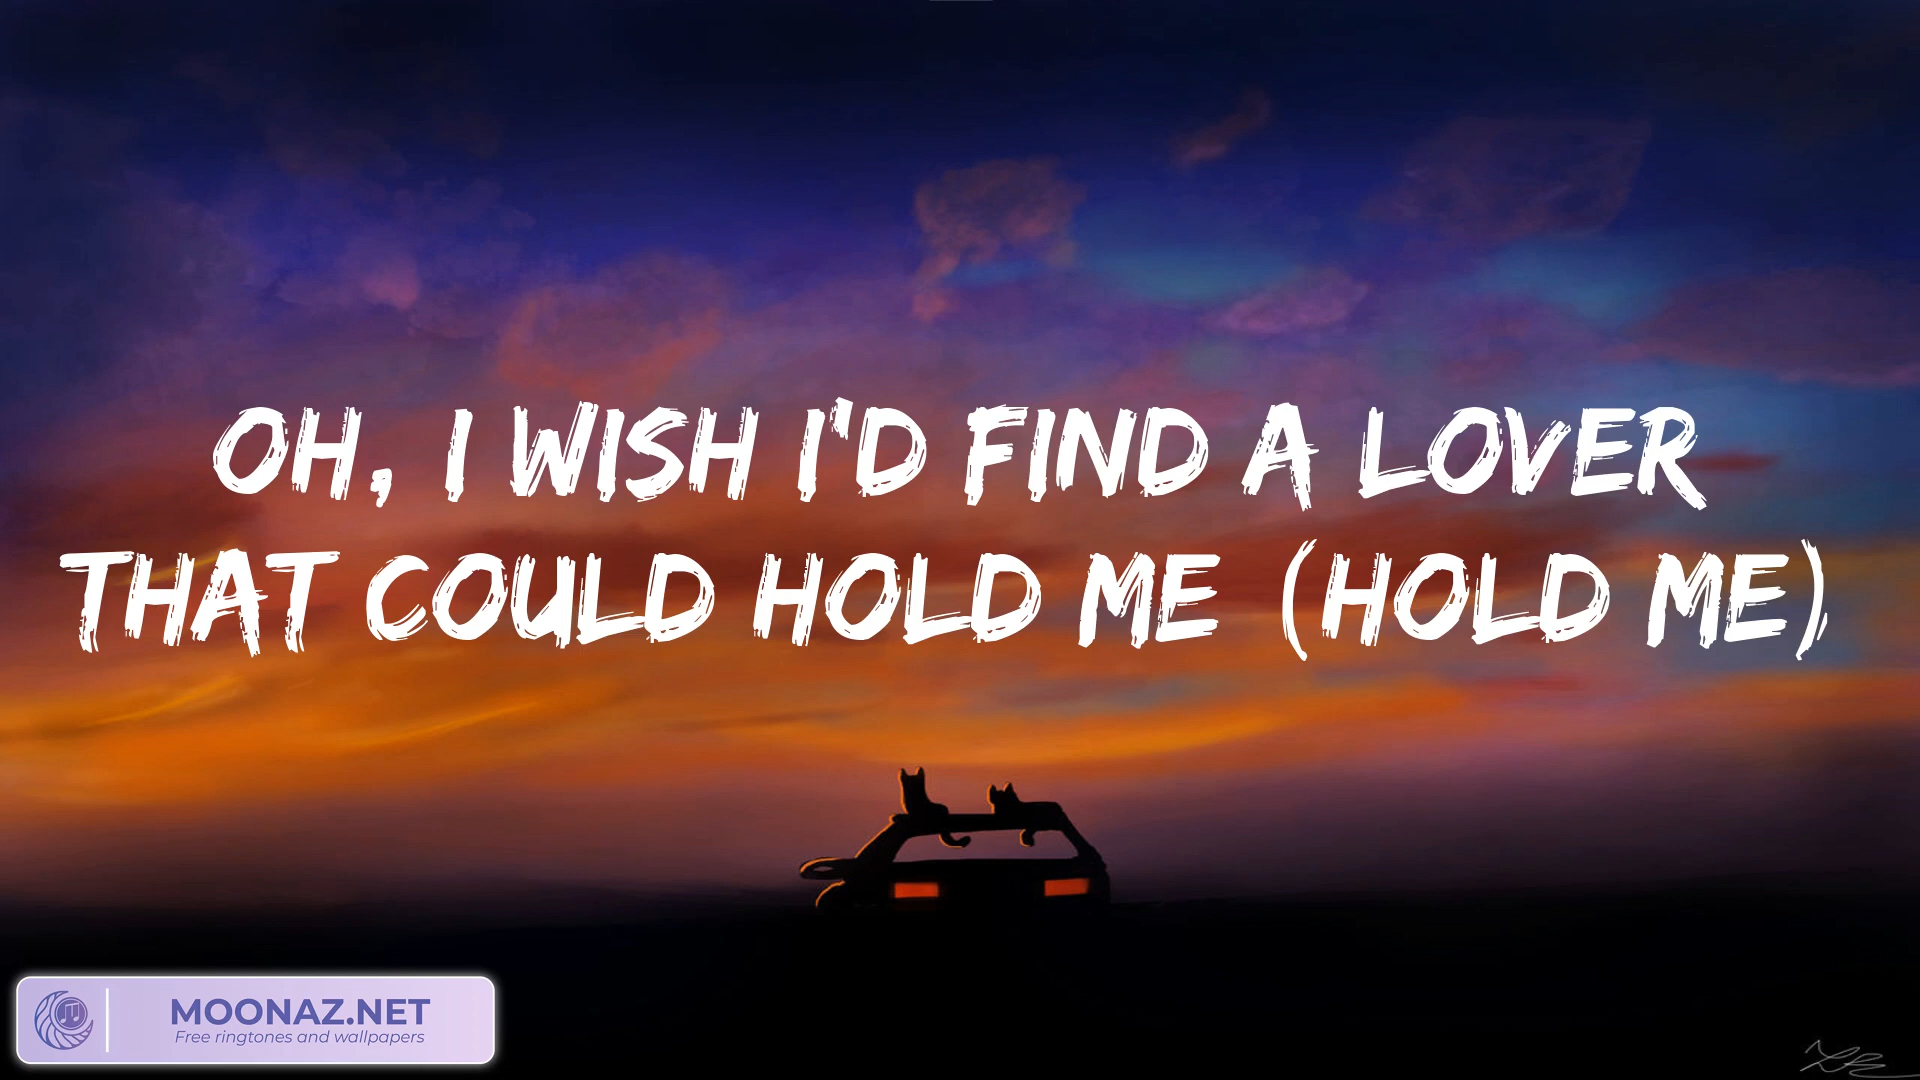 OH, I WISH I'D FIND A LOVER
THAT COULD HOLD ME (HOLD ME)
MOONAZ.NET
Free ringtones and wallpapers